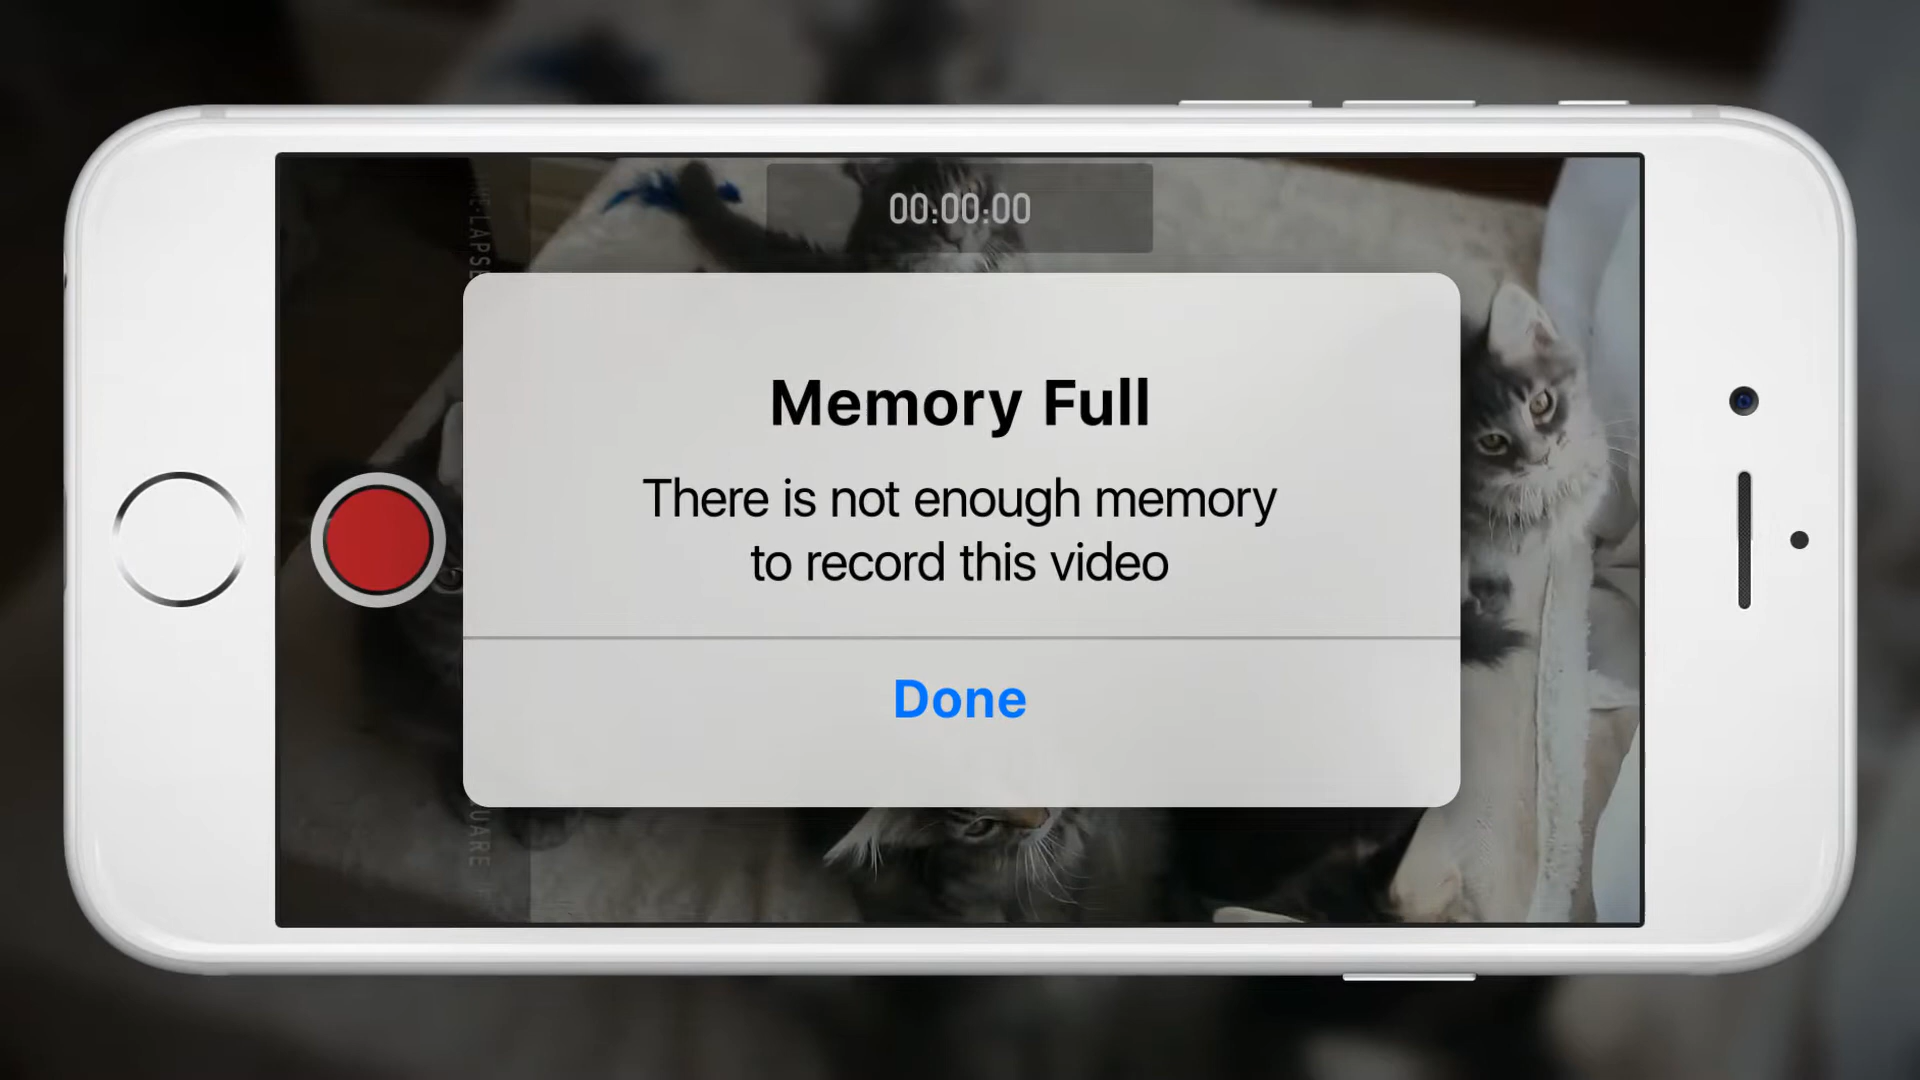 00:00:00
Memory Full
There is not enough memory
to record this video
Done